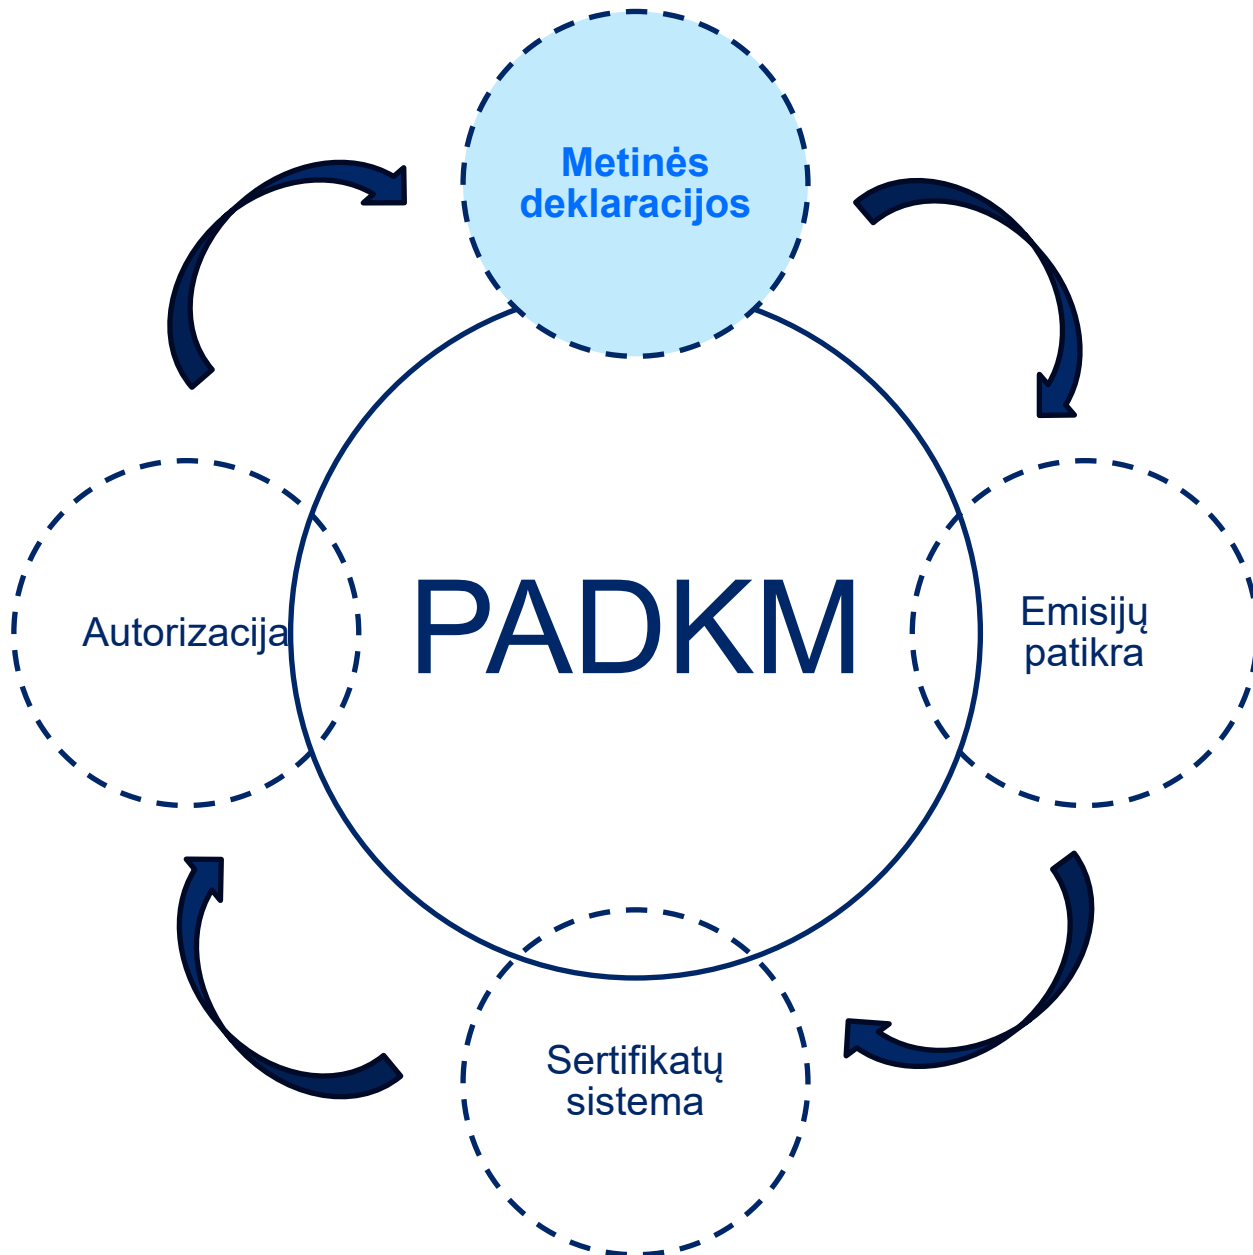 Metinės
deklaracijos
Autorizacija
PADKM
Emisijų
patikra
Sertifikatų
sistema